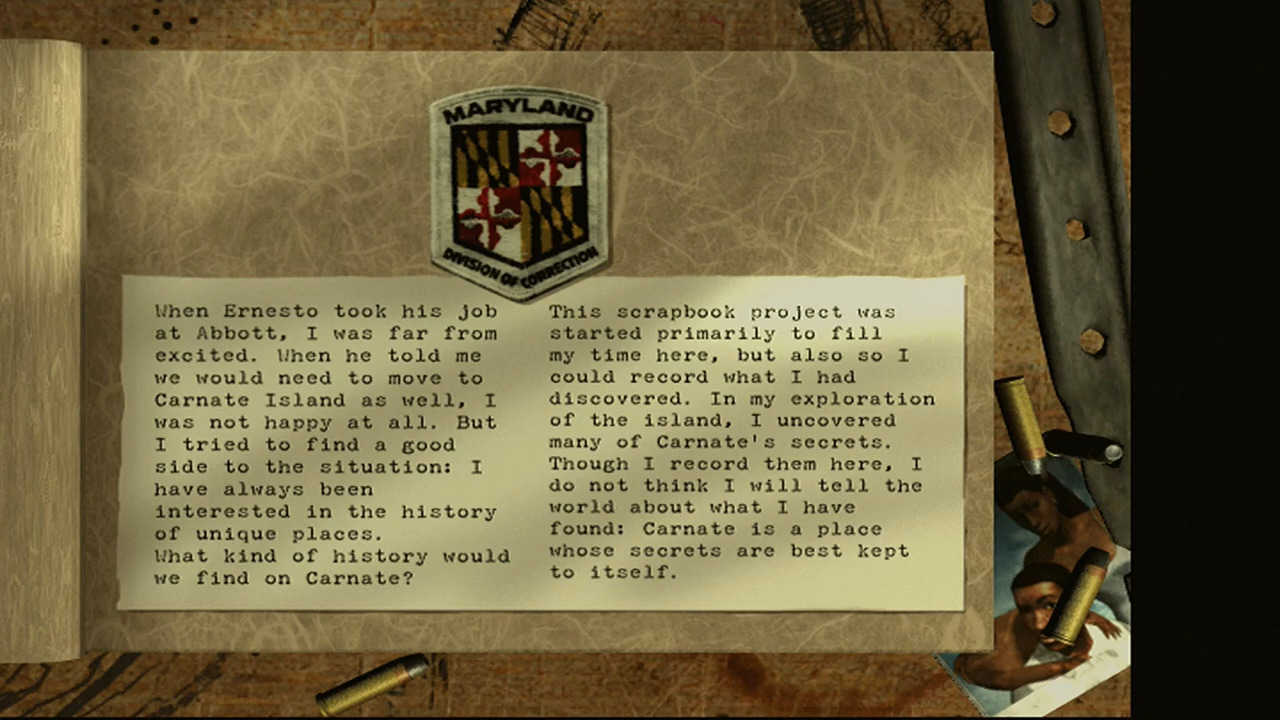 MARYLAND
DIVISION OF CORRECTION
When Ernesto took his job
at Abbott, I was far from
excited. When he told me
we would need to move to
Carnate Island as well, I
was not happy at all. But
I tried to find a good
side to the situation: I
have always been
interested in the history
of unique places.
What kind of history would
we find on Carnate?
This scrapbook project was
started primarily to fill
my time here, but also so I
could record what I had
discovered. In my exploration
of the island, I uncovered
many of Carnate's secrets.
Though I record them here, I
do not think I will tell the
world about what I have
found: Carnate is a place
whose secrets are best kept
to itself.